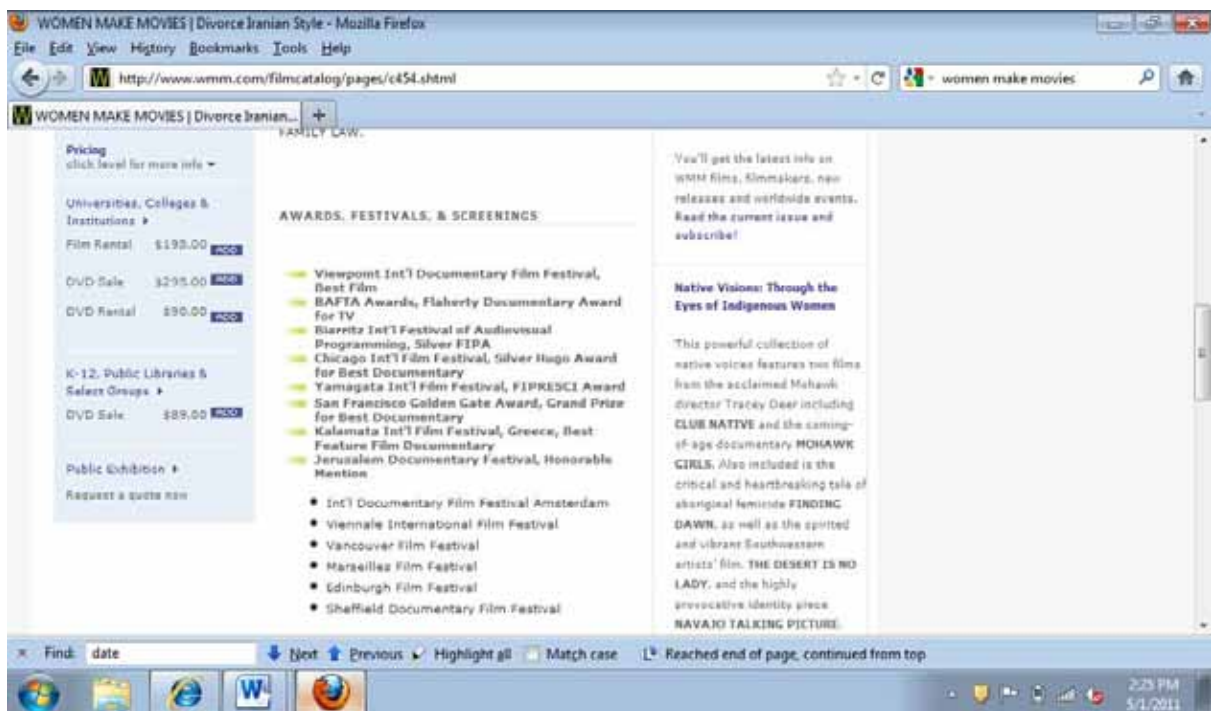 WOMEN MAKE MOVIES | Divorce Iranian Style - Mozilla Firefox
File Edit View History Bookmarks Tools Help
http://www.wmm.com/filmcatalog/pages/c454.shtml
women make movies
WOMEN MAKE MOVIES | Divorce Iranian...
FAMILY LAW.
Pricing
click level for more info
Universities, Colleges &
Institutions
Film Rental $195.00 ADD
DVD Sale $295.00 ADD
DVD Rental $90.00 ADD
K-12, Public Libraries &
Select Groups
DVD Sale $89.00 ADD
Public Exhibition
Request a quote now
AWARDS, FESTIVALS, & SCREENINGS
Viewpoint Int'l Documentary Film Festival,
Best Film
BAFTA Awards, Flaherty Documentary Award
for TV
Biarritz Int'l Festival of Audiovisual
Programming, Silver FIPA
Chicago Int'l Film Festival, Silver Hugo Award
for Best Documentary
Yamagata Int'l Film Festival, FIPRESCI Award
San Francisco Golden Gate Award, Grand Prize
for Best Documentary
Kalamata Int'l Film Festival, Greece, Best
Feature Film Documentary
Jerusalem Documentary Festival, Honorable
Mention
• Int'l Documentary Film Festival Amsterdam
• Viennale International Film Festival
• Vancouver Film Festival
• Marseilles Film Festival
• Edinburgh Film Festival
• Sheffield Documentary Film Festival
You'll get the latest info on
WMM films, filmmakers, new
releases and worldwide events.
Read the current issue and
subscribe!
Native Visions: Through the
Eyes of Indigenous Women
This powerful collection of
native voices features two films
from the acclaimed Mohawk
director Tracey Deer including
CLUB NATIVE and the coming-
of-age documentary MOHAWK
GIRLS. Also included is the
critical and heartbreaking tale of
aboriginal femicide FINDING
DAWN, as well as the spirited
and vibrant Southwestern
artists' film, THE DESERT IS NO
LADY, and the highly
provocative identity piece
NAVAJO TALKING PICTURE.
Find: date Next Previous Highlight all Match case Reached end of page, continued from top
2:25 PM
5/1/2011